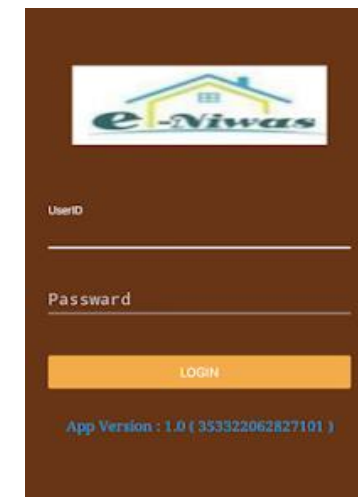 e-Niwas
UserID
Passward
LOGIN
App Version : 1.0 ( 353322062827101 )